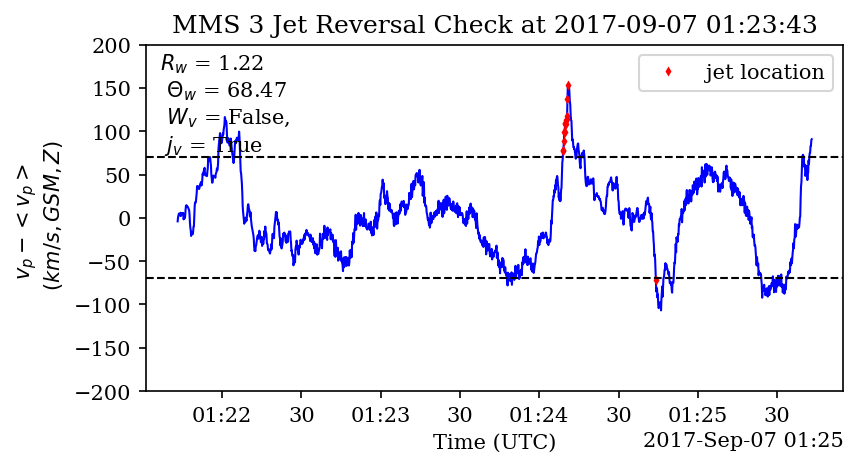 MMS 3 Jet Reversal Check at 2017-09-07 01:23:43
200
150
100
50
0
−50
−100
−150
−200
v_p − < v_p >
(km/s, GSM, Z)
R_w = 1.22
Θ_w = 68.47
W_v = False,
j_v = True
jet location
01:22 30 01:23 30 01:24 30 01:25 30
Time (UTC)
2017-Sep-07 01:25